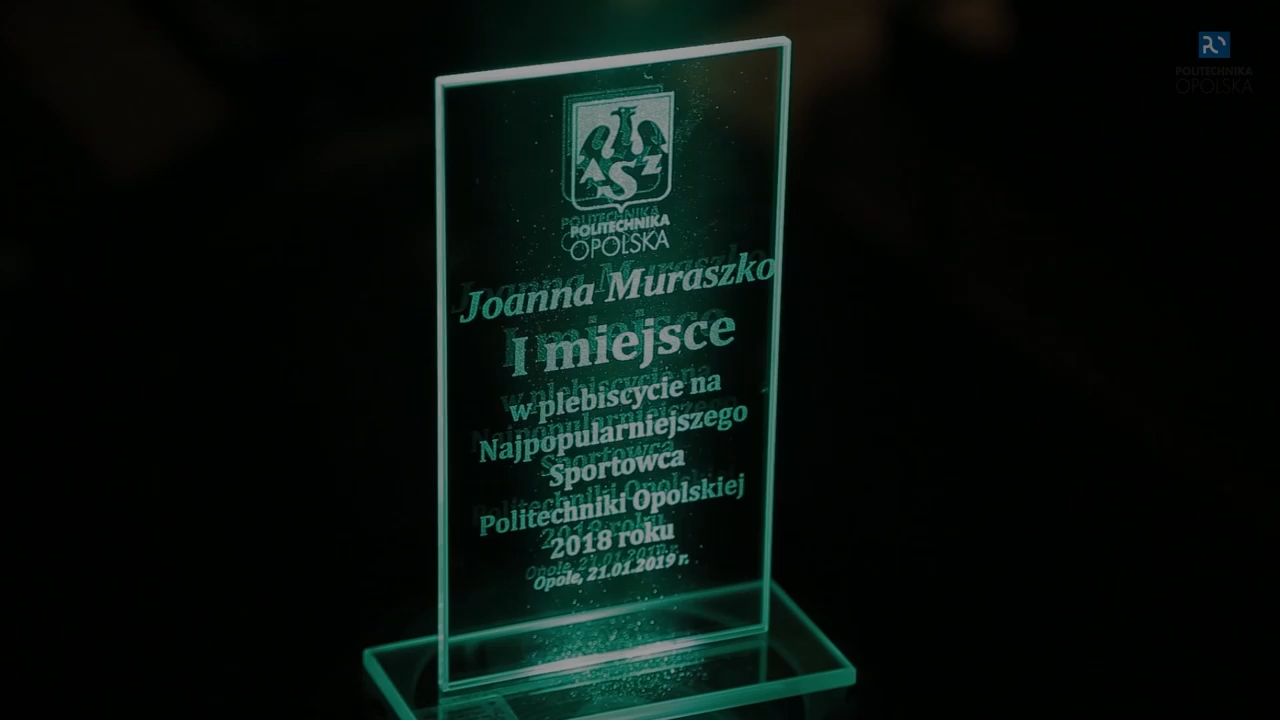 AZS
POLITECHNIKA
OPOLSKA
Joanna Muraszko
I miejsce
w plebiscycie na
Najpopularniejszego
Sportowca
Politechniki Opolskiej
2018 roku
Opole, 21.01.2019 r.
POLITECHNIKA
OPOLSKA